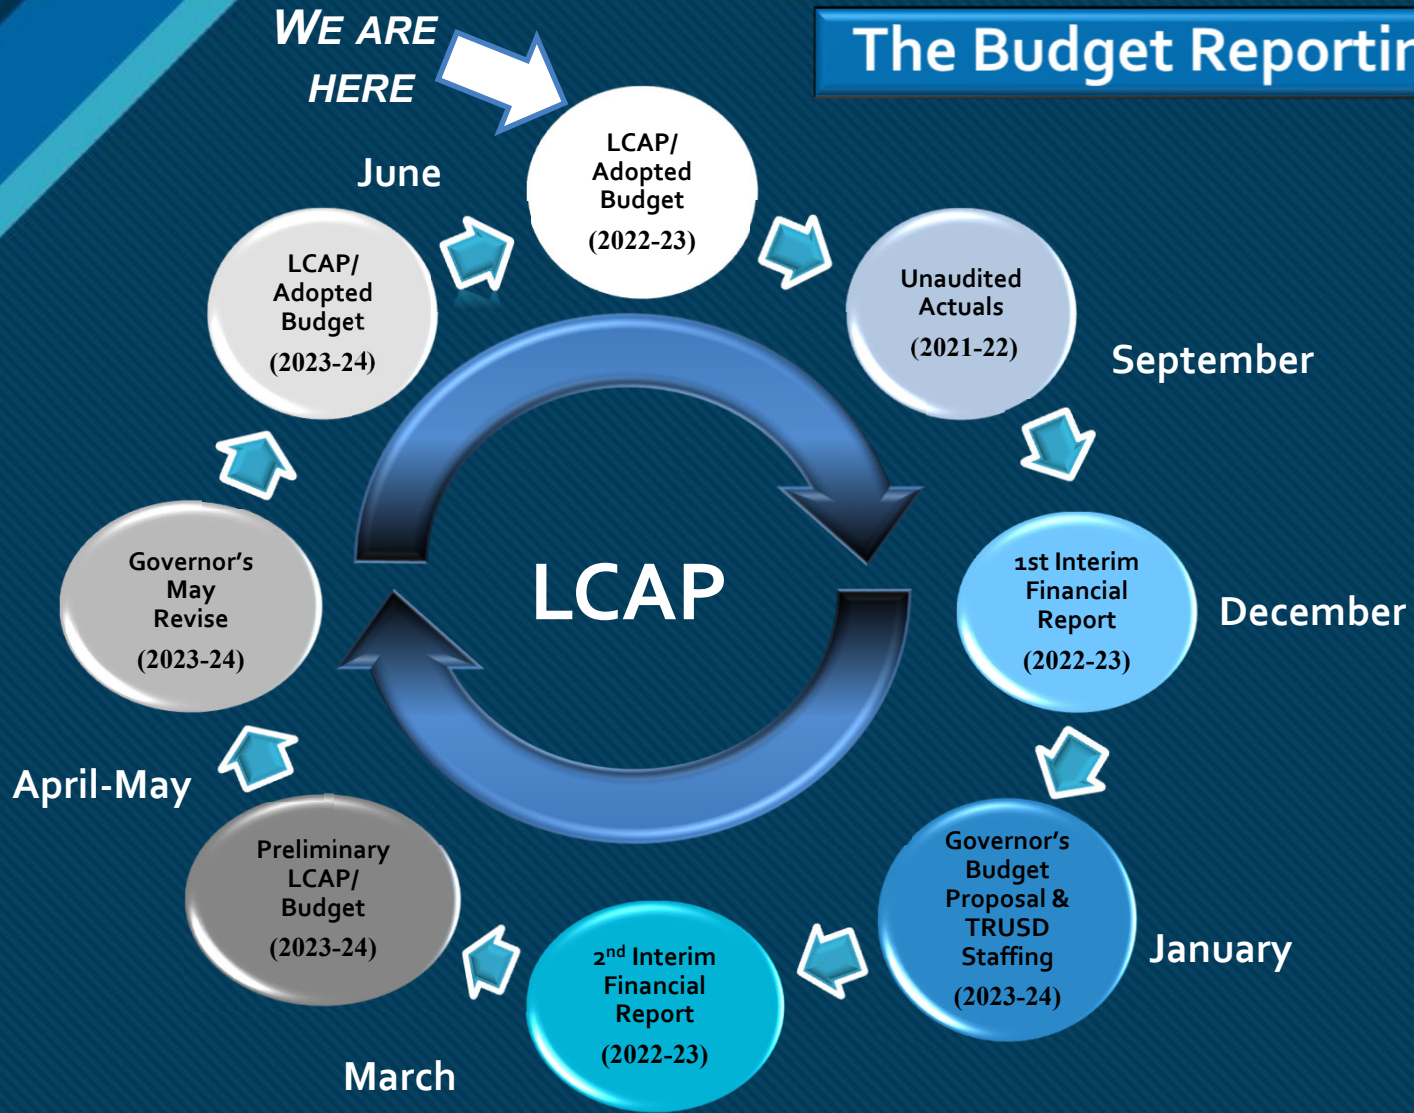 WE ARE
HERE
The Budget Reportin
June
LCAP/
Adopted
Budget
(2022-23)
Unaudited
Actuals
(2021-22)
September
1st Interim
Financial
Report
(2022-23)
December
Governor's
Budget
Proposal &
TRUSD
Staffing
(2023-24)
January
2nd Interim
Financial
Report
(2022-23)
March
Preliminary
LCAP/
Budget
(2023-24)
April-May
Governor's
May
Revise
(2023-24)
LCAP/
Adopted
Budget
(2023-24)
LCAP